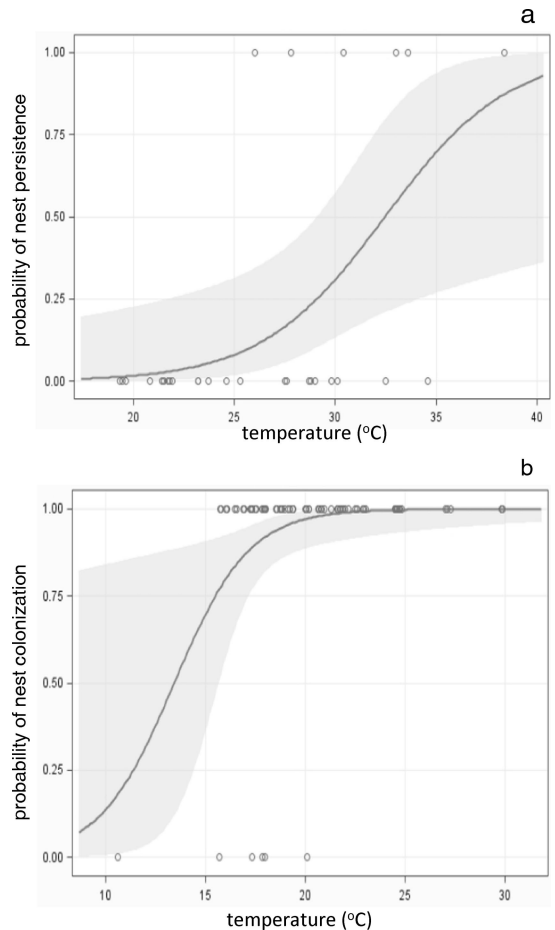 a
probability of nest persistence
1.00
0.75
0.50
0.25
0.00
20 25 30 35 40
temperature (°C)
b
probability of nest colonization
1.00
0.75
0.50
0.25
0.00
10 15 20 25 30
temperature (°C)